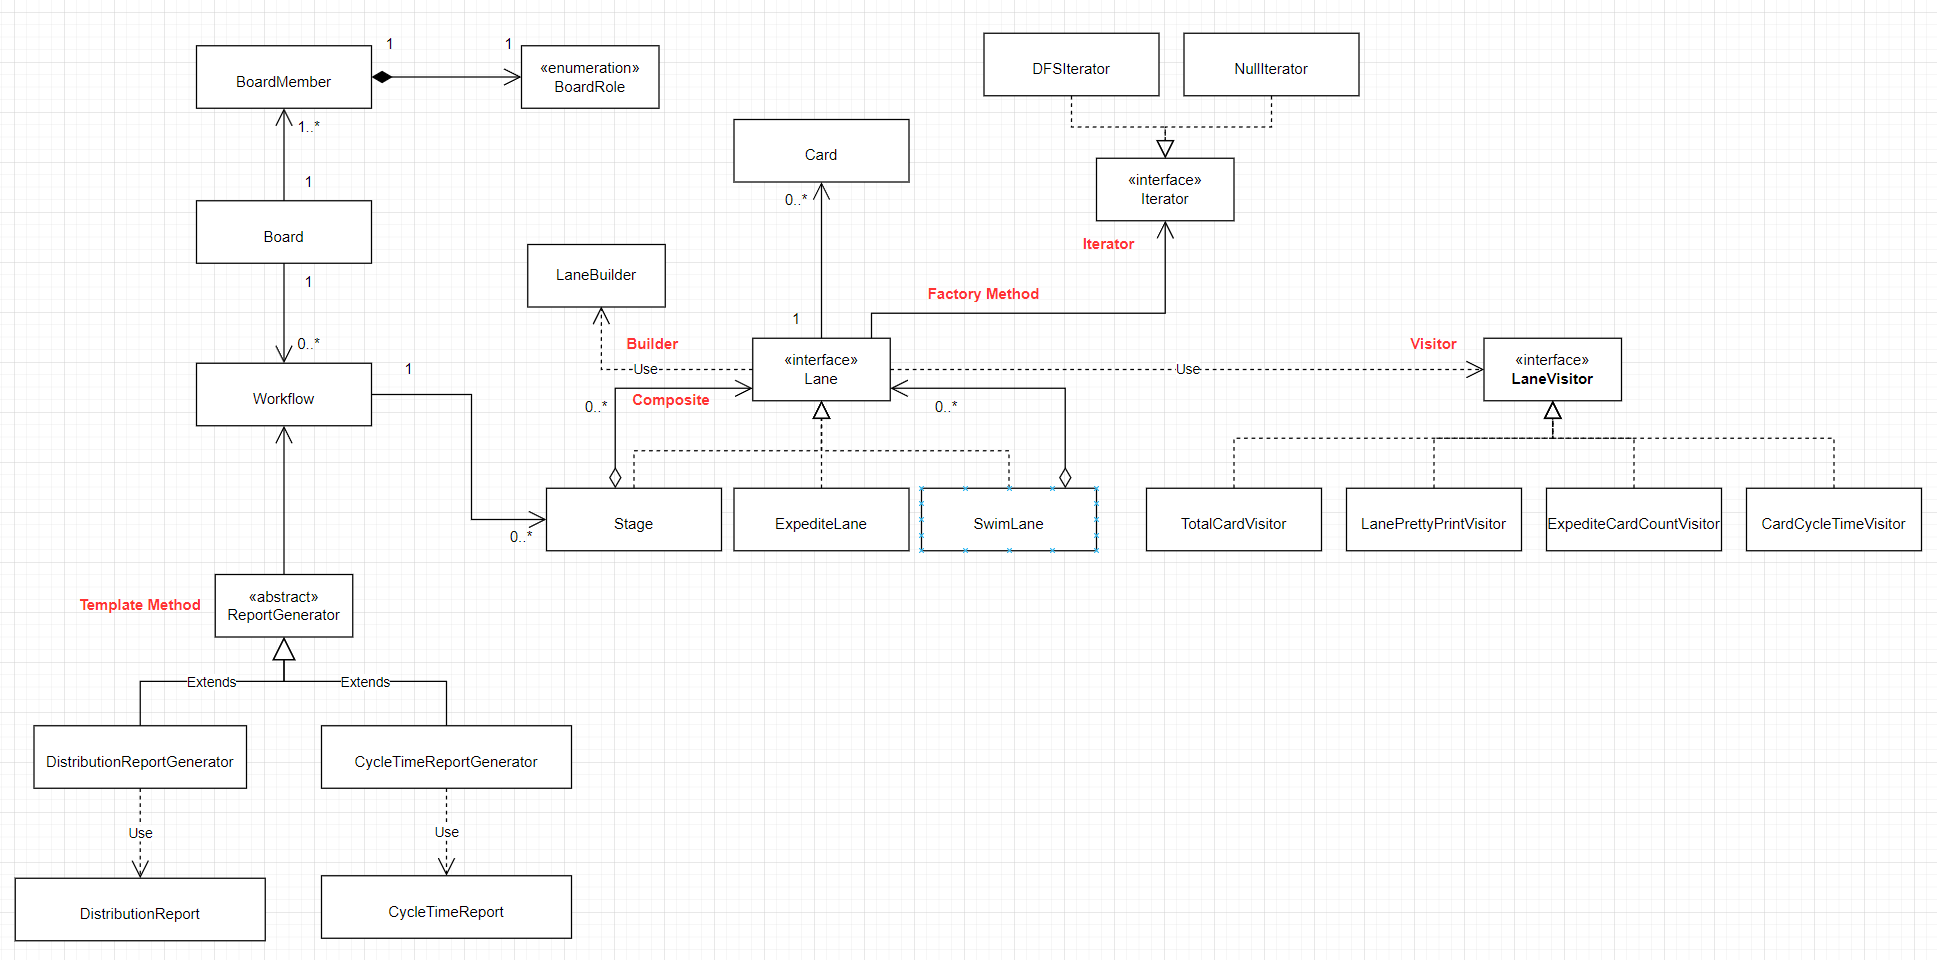 BoardMember
1
1
«enumeration»
BoardRole
1..*
1
Board
1
0..*
Workflow
1
0..*
Card
0..*
1
DFSIterator
NullIterator
«interface»
Iterator
Iterator
Factory Method
LaneBuilder
Builder
Use
«interface»
Lane
Use
Visitor
«interface»
LaneVisitor
0..*
Composite
0..*
Stage
ExpediteLane
SwimLane
TotalCardVisitor
LanePrettyPrintVisitor
ExpediteCardCountVisitor
CardCycleTimeVisitor
Template Method
«abstract»
ReportGenerator
Extends
Extends
DistributionReportGenerator
CycleTimeReportGenerator
Use
Use
DistributionReport
CycleTimeReport